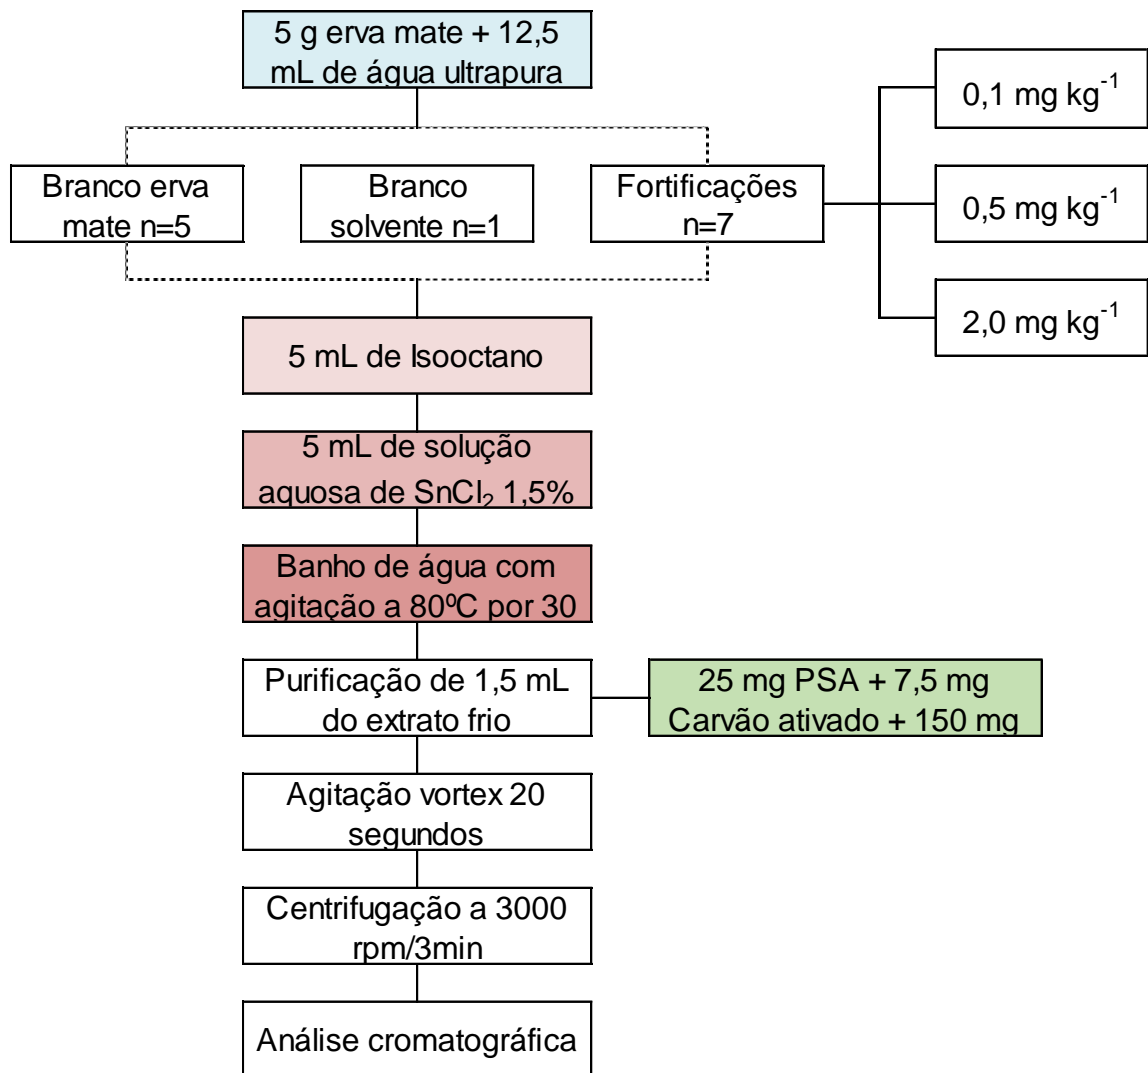 5 g erva mate + 12,5
mL de água ultrapura
0,1 mg kg⁻¹
Branco erva
mate n=5
Branco
solvente n=1
Fortificações
n=7
0,5 mg kg⁻¹
2,0 mg kg⁻¹
5 mL de Isooctano
5 mL de solução
aquosa de SnCl₂ 1,5%
Banho de água com
agitação a 80ºC por 30
Purificação de 1,5 mL
do extrato frio
25 mg PSA + 7,5 mg
Carvão ativado + 150 mg
Agitação vortex 20
segundos
Centrifugação a 3000
rpm/3min
Análise cromatográfica